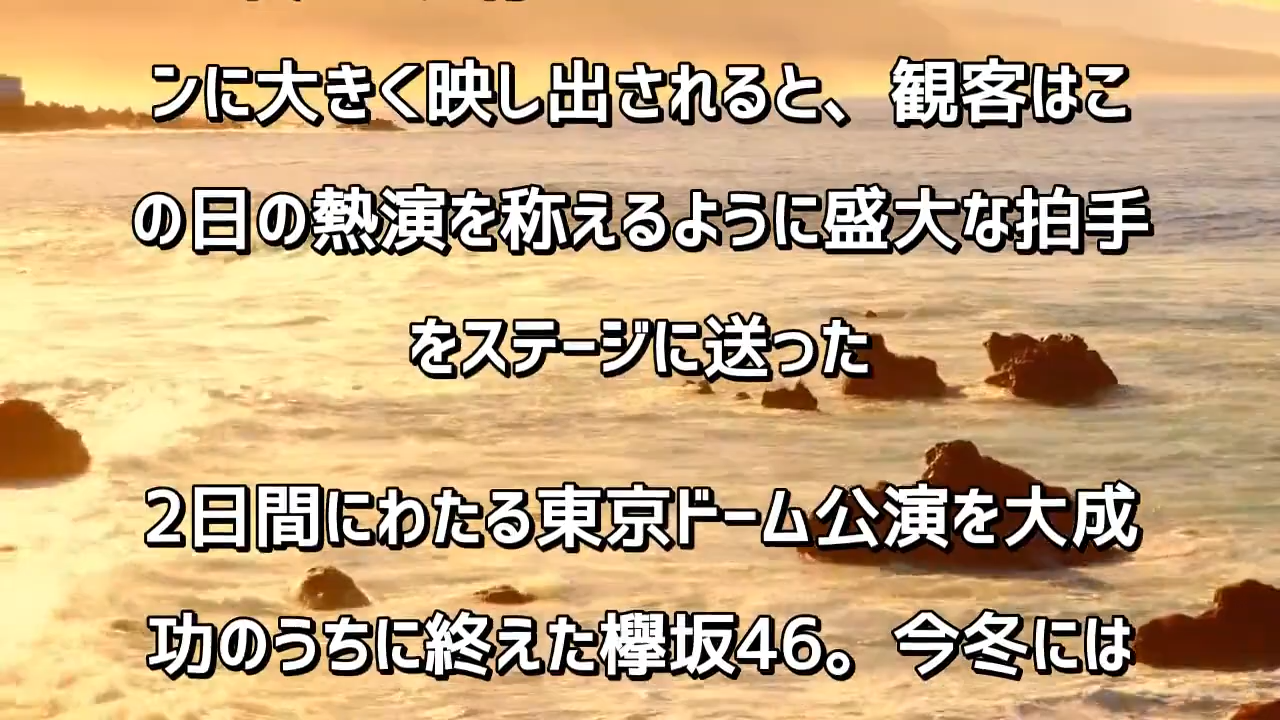 ンに大きく映し出されると、観客はこ
の日の熱演を称えるように盛大な拍手
をステージに送った
2日間にわたる東京ドーム公演を大成
功のうちに終えた欅坂46。今冬には